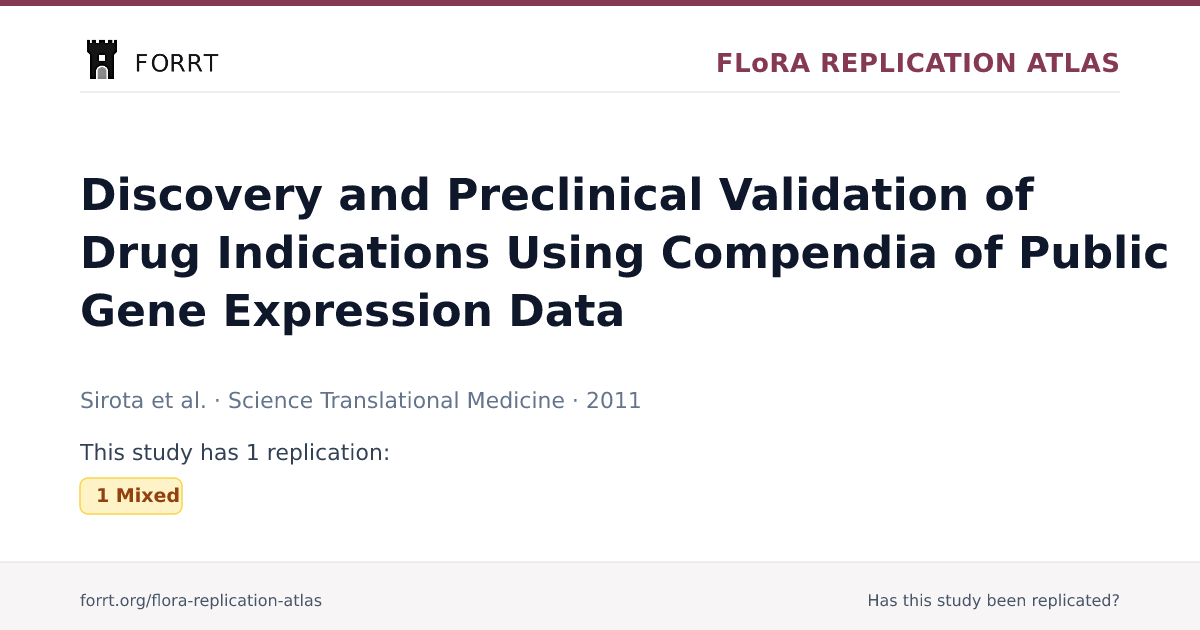 FORRT
FLoRA REPLICATION ATLAS
Discovery and Preclinical Validation of
Drug Indications Using Compendia of Public
Gene Expression Data
Sirota et al. · Science Translational Medicine · 2011
This study has 1 replication:
1 Mixed
forrt.org/flora-replication-atlas
Has this study been replicated?